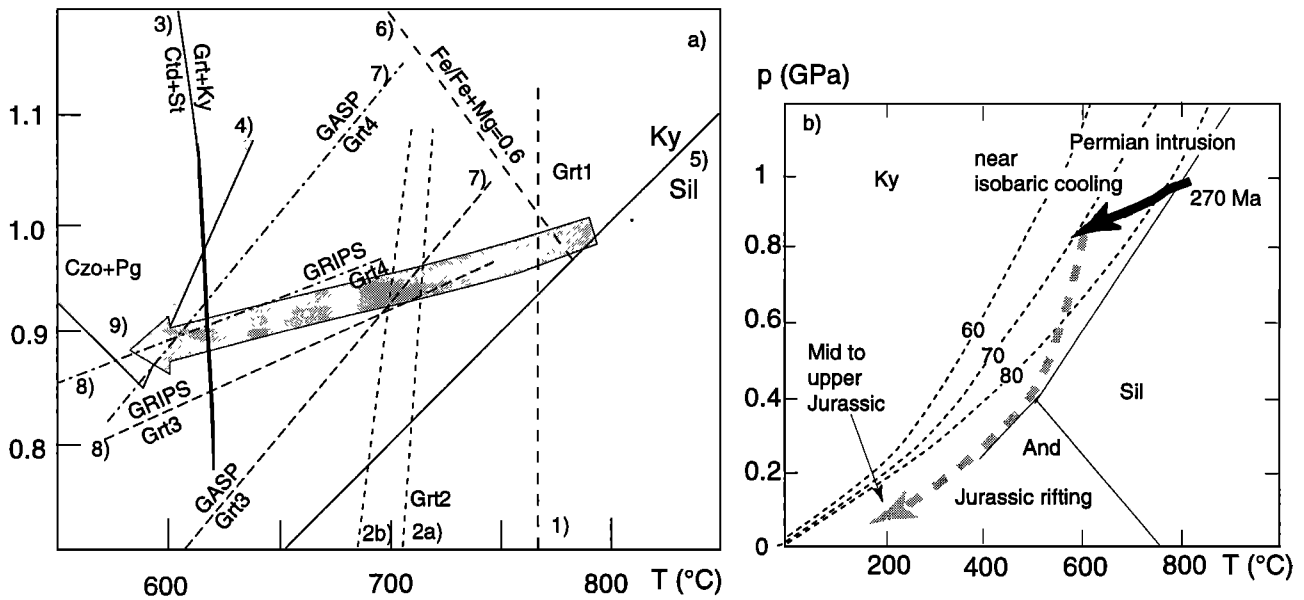 3)
6)
a)
Grt+Ky
Ctd+St
Fe/Fe+Mg=0.6
7)
1.1
4)
GASP
Grt4
Ky
5)
Sil
7)
Grt1
1.0
Czo+Pg
GRIPS
Grt4
0.9
9)
8)
GRIPS
Grt3
8)
0.8
GASP
Grt3
Grt2
2b)
2a)
1)
600
700
800
T (°C)
p (GPa)
b)
Permian intrusion
near
isobaric cooling
Ky
1
270 Ma
0.8
0.6
60
70
80
Mid to
upper
Jurassic
0.4
Sil
And
0.2
Jurassic rifting
0
200
400
600
800
T (°C)